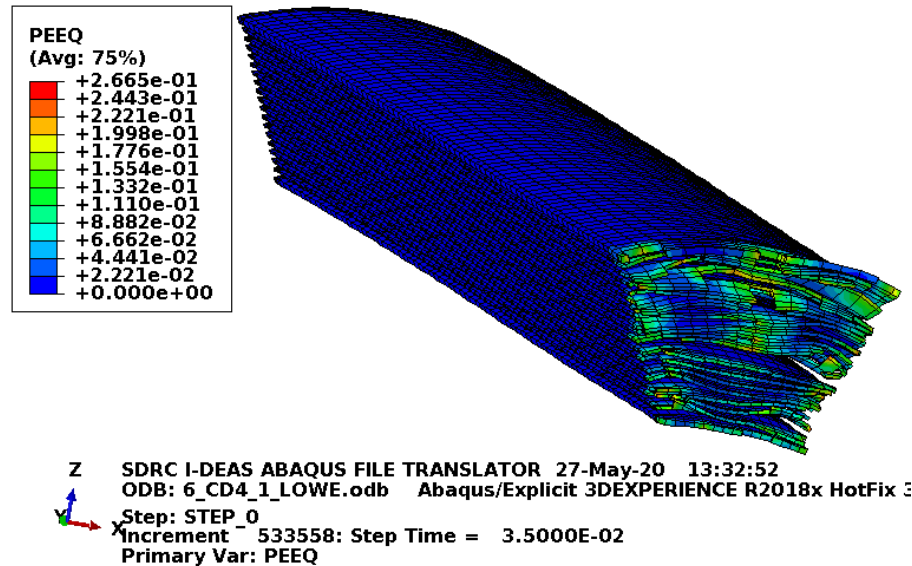 PEEQ
(Avg: 75%)
+2.665e-01
+2.443e-01
+2.221e-01
+1.998e-01
+1.776e-01
+1.554e-01
+1.332e-01
+1.110e-01
+8.882e-02
+6.662e-02
+4.441e-02
+2.221e-02
+0.000e+00
Z
Y
X
SDRC I-DEAS ABAQUS FILE TRANSLATOR 27-May-20 13:32:52
ODB: 6_CD4_1_LOWE.odb Abaqus/Explicit 3DEXPERIENCE R2018x HotFix 3
Step: STEP_0
Increment 533558: Step Time = 3.5000E-02
Primary Var: PEEQ